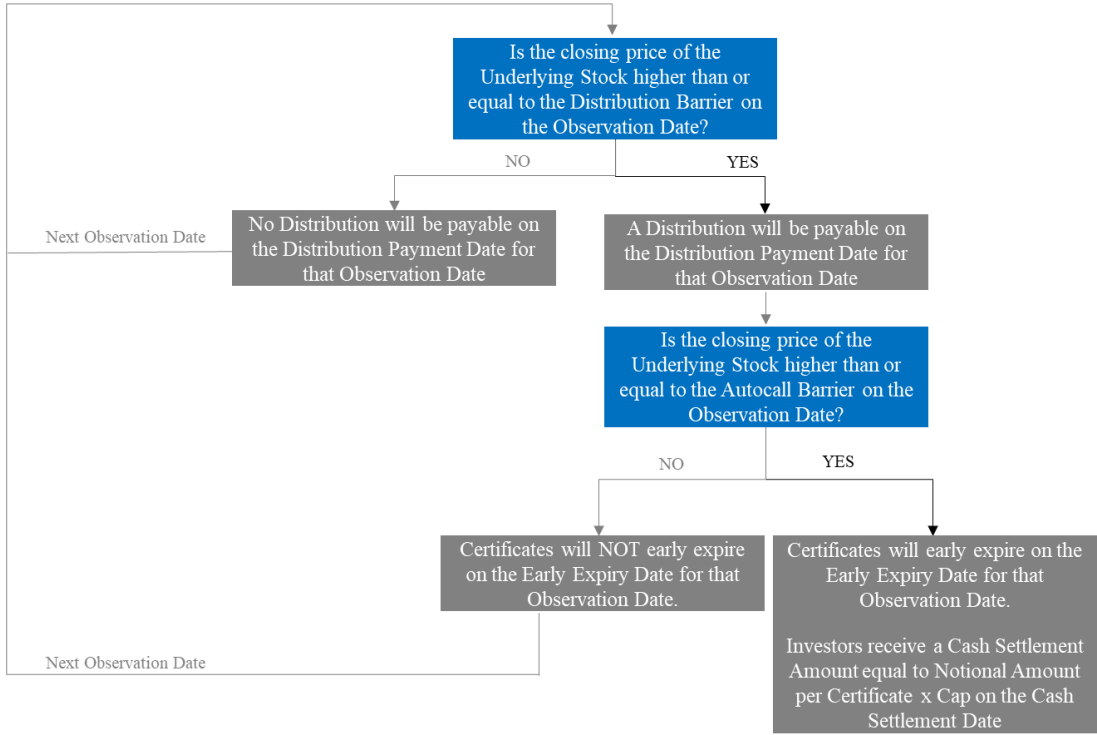 Is the closing price of the
Underlying Stock higher than or
equal to the Distribution Barrier on
the Observation Date?
NO
YES
Next Observation Date
No Distribution will be payable on
the Distribution Payment Date for
that Observation Date
A Distribution will be payable on
the Distribution Payment Date for
that Observation Date
Is the closing price of the
Underlying Stock higher than or
equal to the Autocall Barrier on the
Observation Date?
NO
YES
Certificates will NOT early expire
on the Early Expiry Date for that
Observation Date.
Next Observation Date
Certificates will early expire on the
Early Expiry Date for that
Observation Date.
Investors receive a Cash Settlement
Amount equal to Notional Amount
per Certificate x Cap on the Cash
Settlement Date